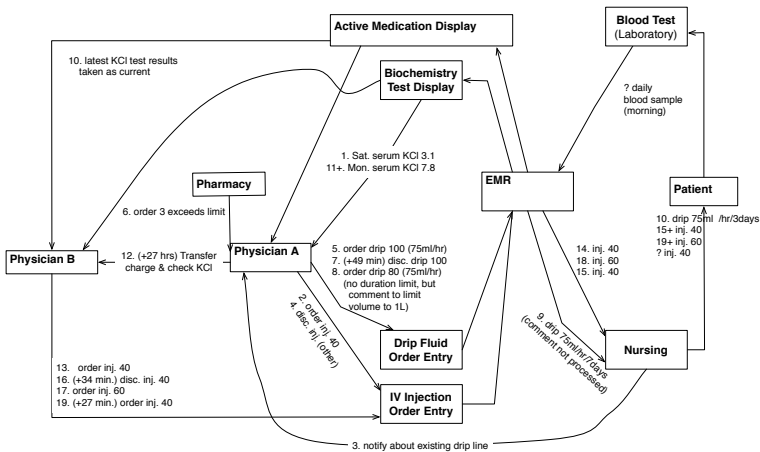 Active Medication Display
Blood Test
(Laboratory)
10. latest KCl test results
taken as current
Biochemistry
Test Display
? daily
blood sample
(morning)
1. Sat. serum KCl 3.1
11+. Mon. serum KCl 7.8
Pharmacy
EMR
Patient
6. order 3 exceeds limit
10. drip 75ml /hr/3days
15+ inj. 40
19+ inj. 60
? inj. 40
Physician B
12. (+27 hrs) Transfer
charge & check KCl
Physician A
5. order drip 100 (75ml/hr)
7. (+49 min) disc. drip 100
8. order drip 80 (75ml/hr)
(no duration limit, but
comment to limit
volume to 1L)
14. inj. 40
18. inj. 60
15. inj. 40
2. order inj. 40
4. disc. inj. (other)
9. drip 75ml/hr/7days
(comment not processed)
Drip Fluid
Order Entry
Nursing
13. order inj. 40
16. (+34 min.) disc inj. 40
17. order inj. 60
19. (+27 min.) order inj. 40
IV Injection
Order Entry
3. notify about existing drip line